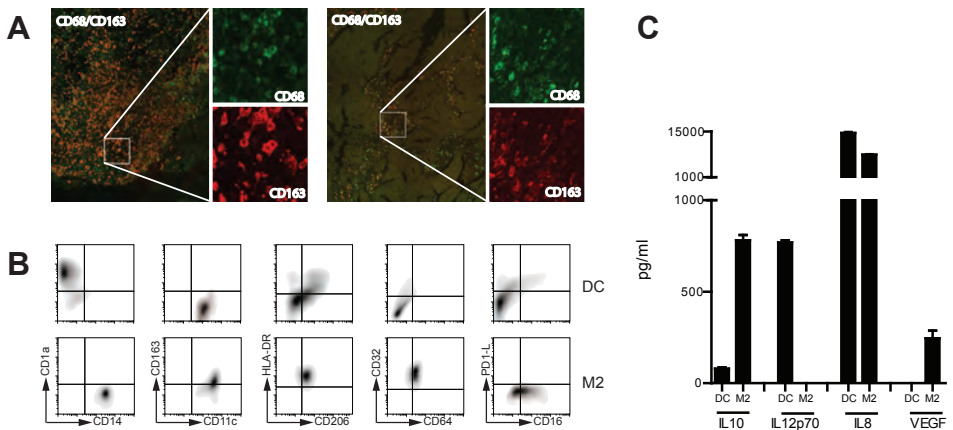 A
CD68/CD163
CD68
CD163
CD68/CD163
CD68
CD163
B
DC
M2
CD1a
CD14
CD163
CD11c
HLA-DR
CD206
CD32
CD64
PD1-L
CD16
C
pg/ml
15000
1000
1000
500
0
DC M2 DC M2 DC M2 DC M2
IL10 IL12p70 IL8 VEGF